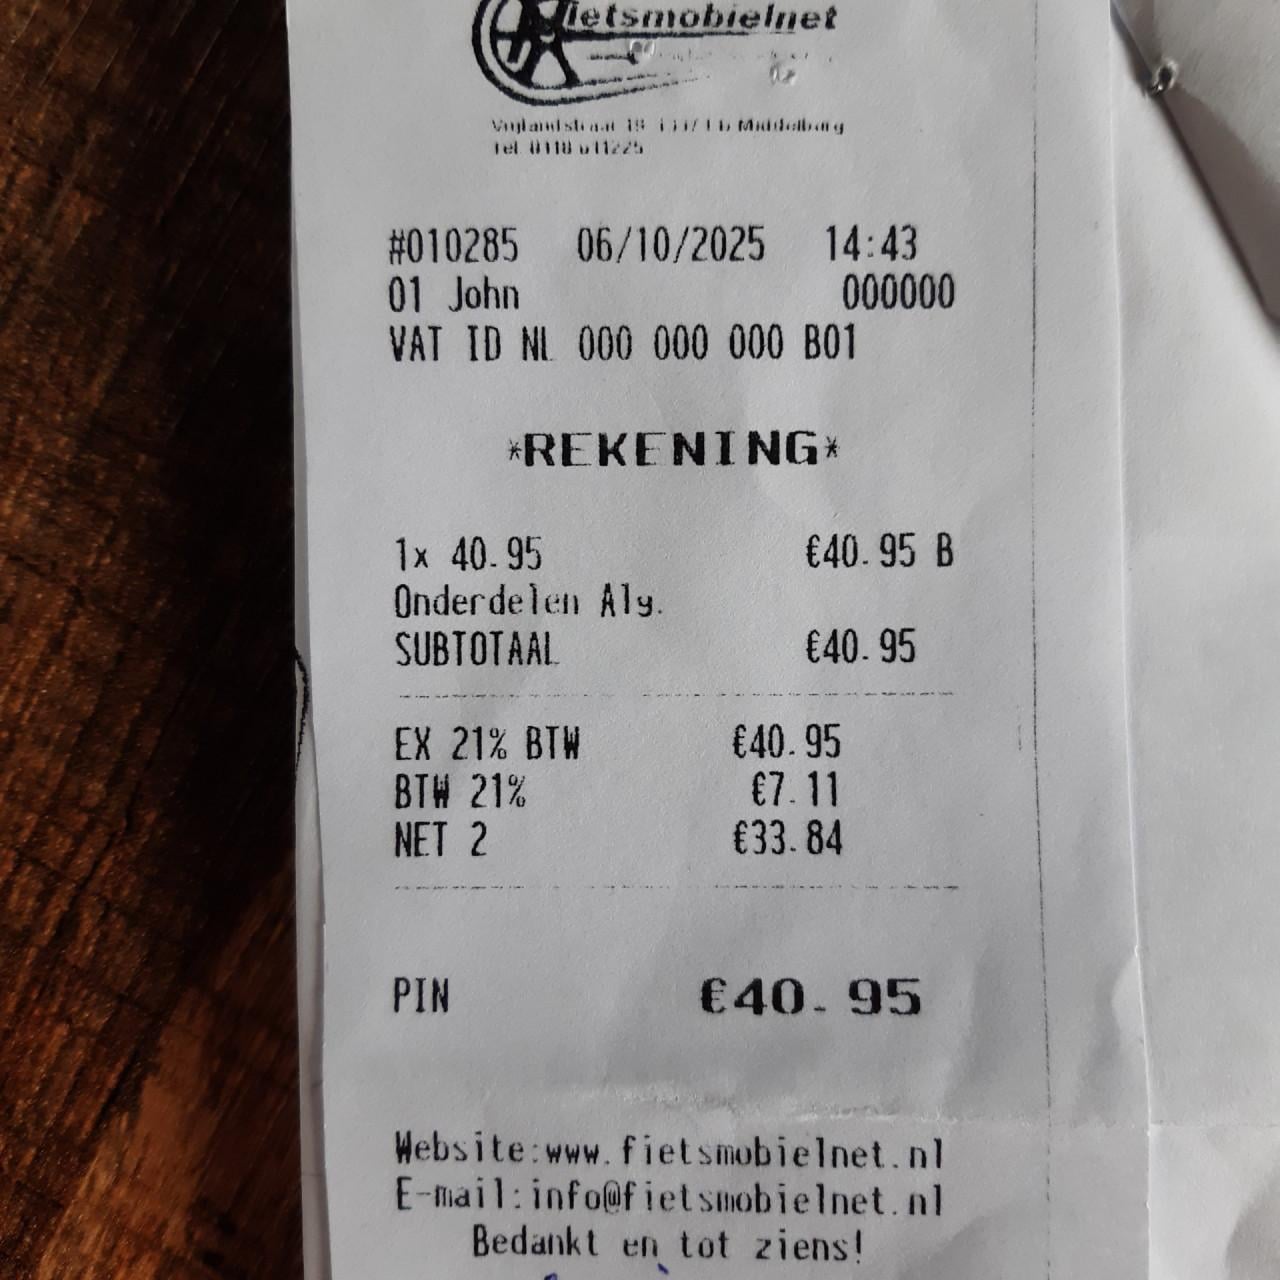 fietsmobielnet
Middelburg
#010285 06/10/2025 14:43
01 John 000000
VAT ID NL 000 000 000 B01
*REKENING*
1x 40.95 €40.95 B
Onderdelen Alg.
SUBTOTAAL €40.95
EX 21% BTW €40.95
BTW 21% €7.11
NET 2 €33.84
PIN €40.95
Website:www.fietsmobielnet.nl
E-mail:info@fietsmobielnet.nl
Bedankt en tot ziens!